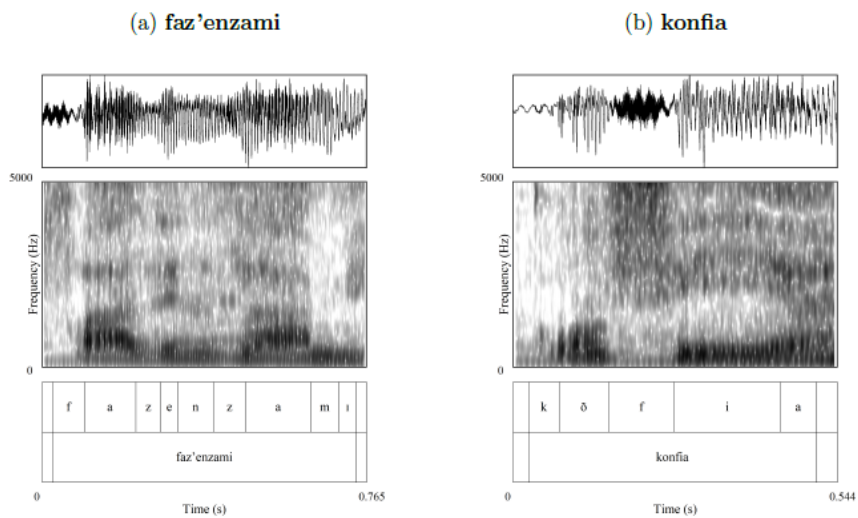 (a) faz'enzami
5000
Frequency (Hz)
0
f a z e n z a m ɪ
faz'enzami
0 0.765
Time (s)
(b) konfia
5000
Frequency (Hz)
0
k õ f i a
konfia
0 0.544
Time (s)